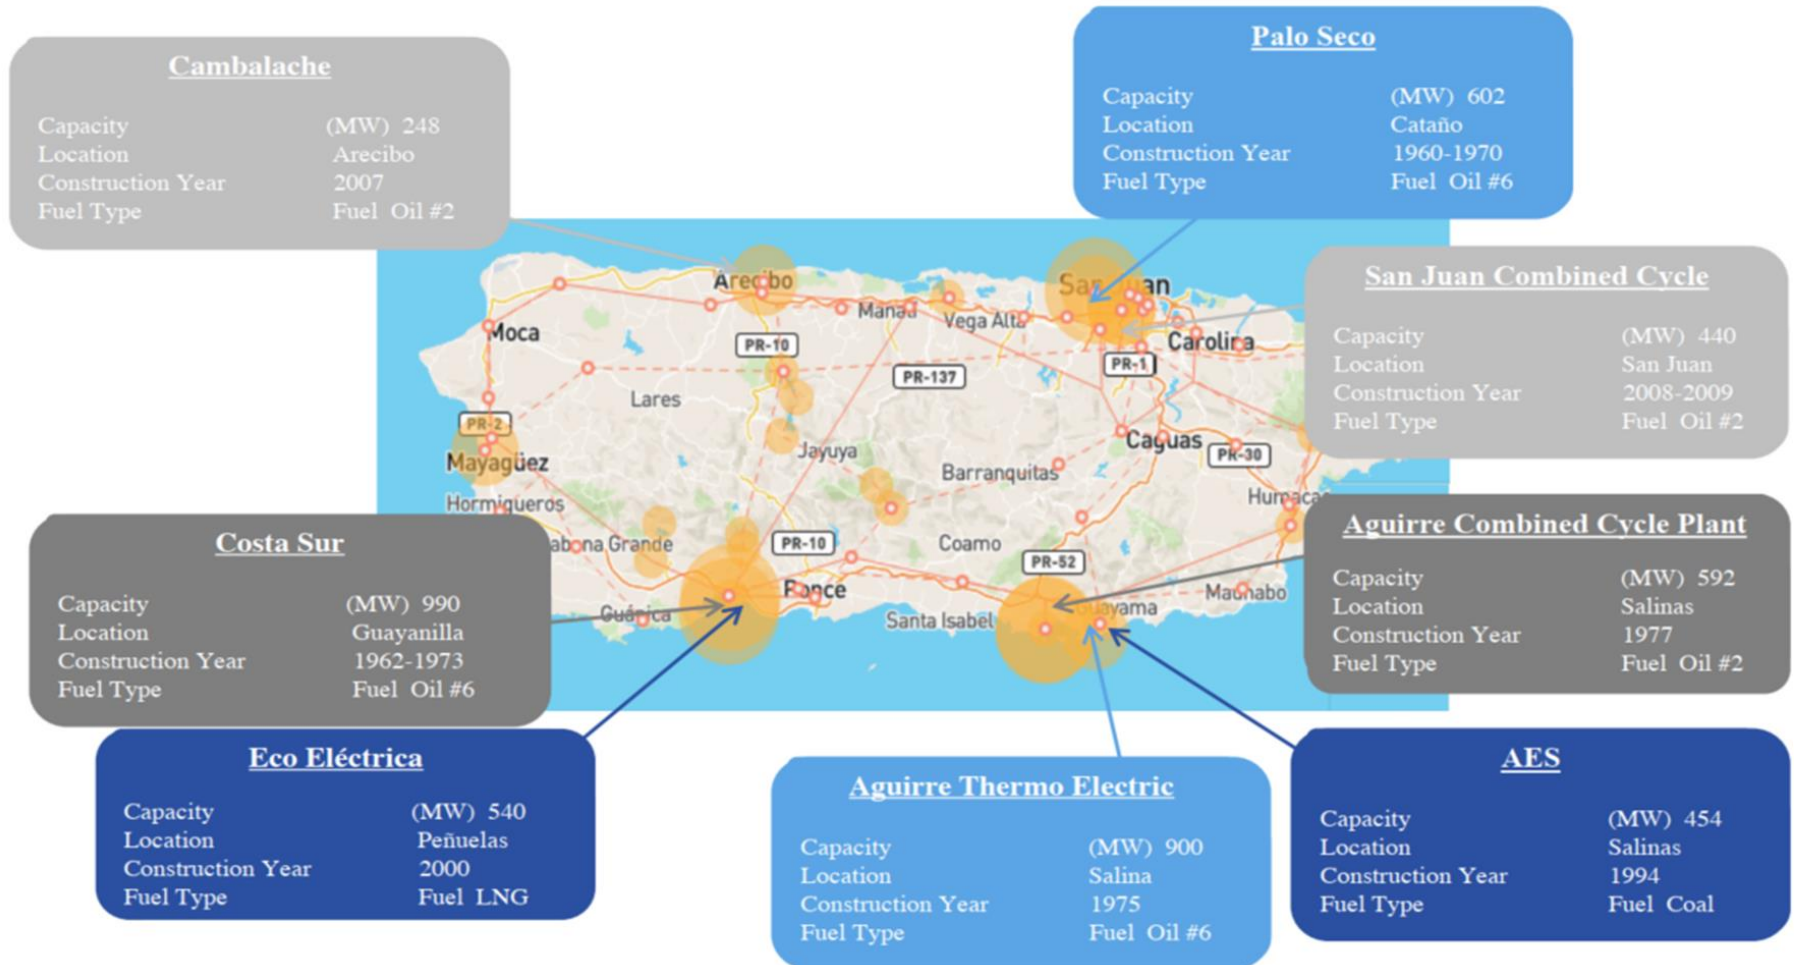 Cambalache
Capacity (MW) 248
Location Arecibo
Construction Year 2007
Fuel Type Fuel Oil #2
Palo Seco
Capacity (MW) 602
Location Cataño
Construction Year 1960-1970
Fuel Type Fuel Oil #6
San Juan Combined Cycle
Capacity (MW) 440
Location San Juan
Construction Year 2008-2009
Fuel Type Fuel Oil #2
Arecibo
San Juan
Manatí
Vega Alta
Moca
Carolina
PR-10
PR-1
PR-137
Lares
PR-2
Caguas
Jayuya
PR-30
Mayagüez
Barranquitas
Hormigueros
Humacao
abana Grande
PR-10
Coamo
PR-52
Ponce
Maunabo
Guánica
Santa Isabel
Guayama
Costa Sur
Capacity (MW) 990
Location Guayanilla
Construction Year 1962-1973
Fuel Type Fuel Oil #6
Aguirre Combined Cycle Plant
Capacity (MW) 592
Location Salinas
Construction Year 1977
Fuel Type Fuel Oil #2
Eco Eléctrica
Capacity (MW) 540
Location Peñuelas
Construction Year 2000
Fuel Type Fuel LNG
Aguirre Thermo Electric
Capacity (MW) 900
Location Salina
Construction Year 1975
Fuel Type Fuel Oil #6
AES
Capacity (MW) 454
Location Salinas
Construction Year 1994
Fuel Type Fuel Coal